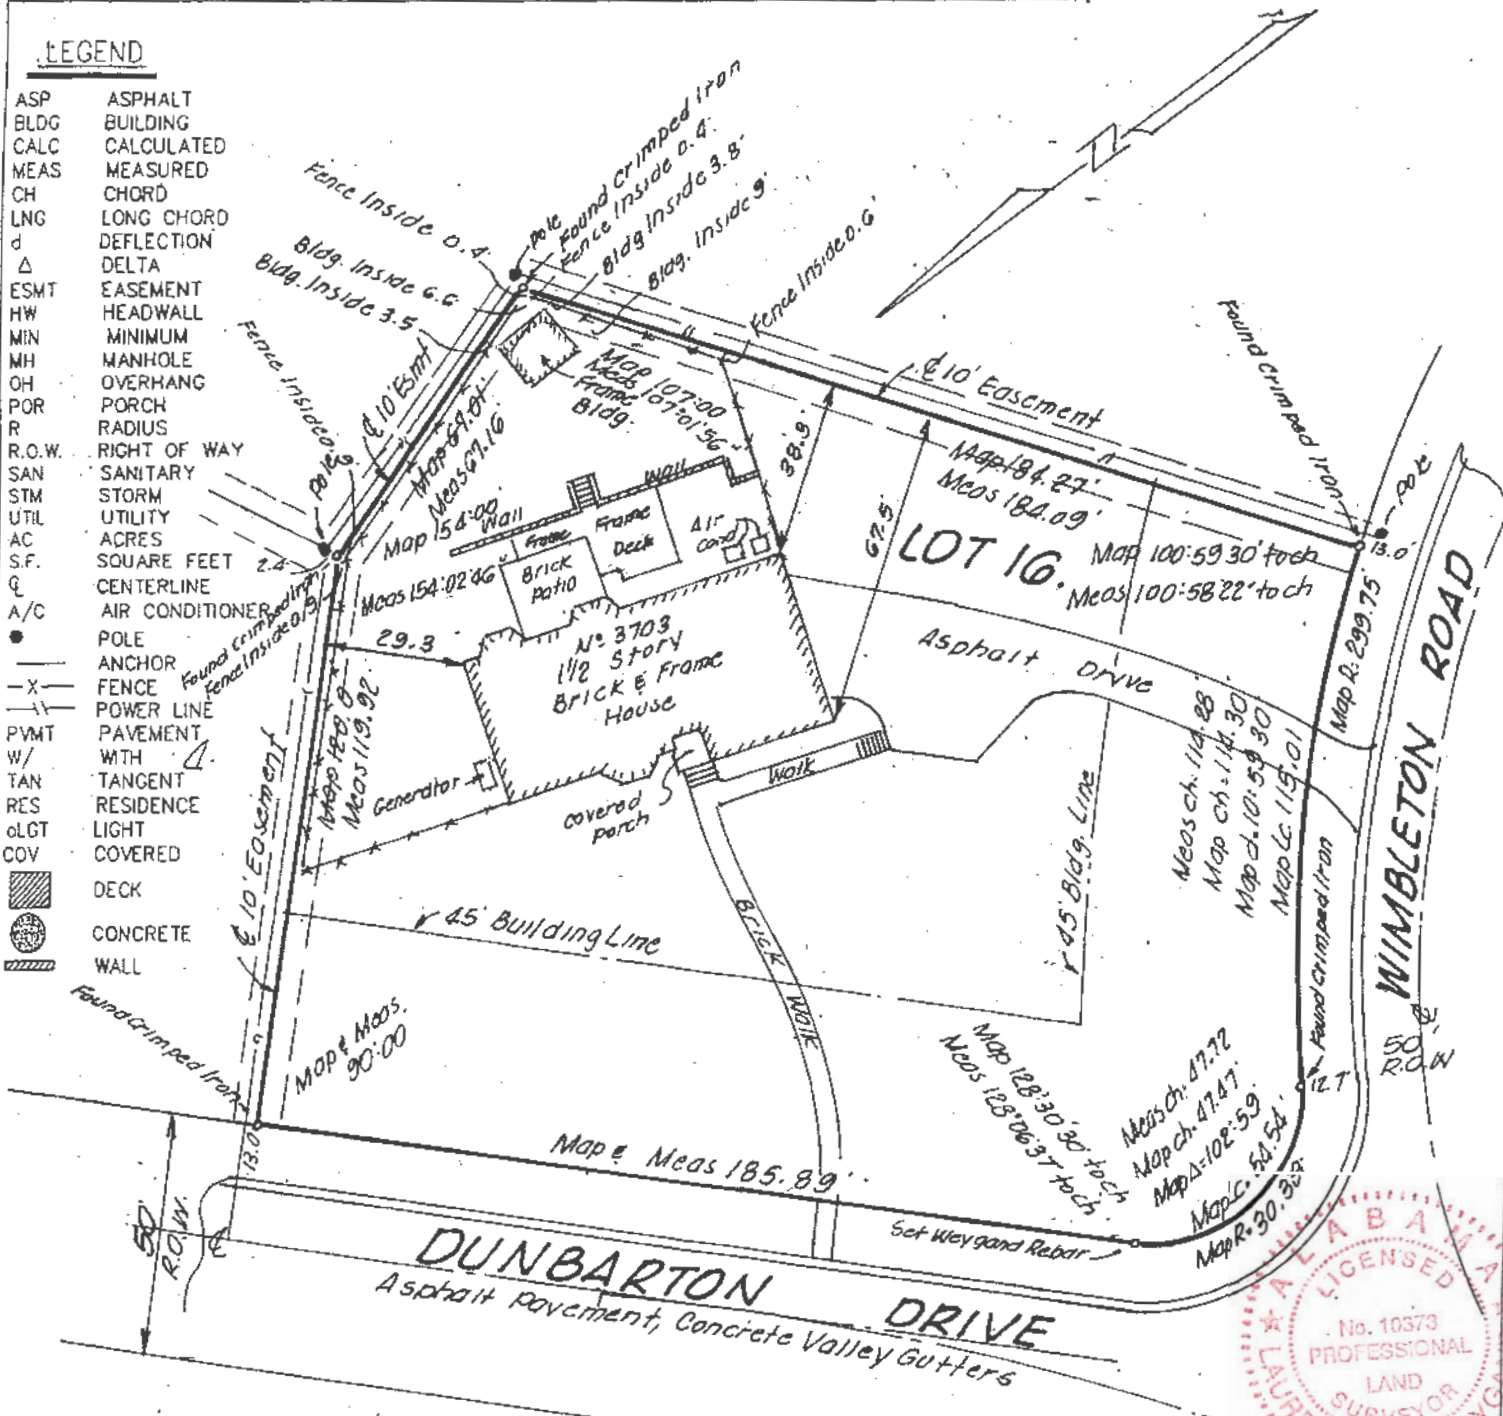 LEGEND
ASP ASPHALT
BLDG BUILDING
CALC CALCULATED
MEAS MEASURED
CH CHORD
LNG LONG CHORD
d DEFLECTION
Δ DELTA
ESMT EASEMENT
HW HEADWALL
MIN MINIMUM
MH MANHOLE
OH OVERHANG
POR PORCH
R RADIUS
R.O.W. RIGHT OF WAY
SAN SANITARY
STM STORM
UTIL UTILITY
AC ACRES
S.F. SQUARE FEET
℄ CENTERLINE
A/C AIR CONDITIONER
POLE
ANCHOR
—X— FENCE
POWER LINE
PVMT PAVEMENT
W/ WITH
TAN TANGENT
RES RESIDENCE
oLGT LIGHT
COV COVERED
DECK
CONCRETE
WALL
Fence Inside 0.4'
Bldg. Inside 6.6
Bldg. Inside 3.5
Pole
Found Crimped Iron
Fence Inside 0.4'
Bldg Inside 3.8'
Bldg. Inside 9'
Fence Inside 0.6'
℄ 10' Esmt
Fence Inside
Pole
Map 107:00
Meas 107:01'56"
Frame
Bldg.
Meas 67.16
Map 154:00'
Meas 154:02'46"
2.4
Found Crimped Iron
Fence Inside 0.9
29.3
Wall
Wall
Frame
Brick
Patio
Frame
Deck
Air
Cond
38.9
67.5
℄ 10' Easement
Map 184.27'
Meas 184.09'
LOT 16.
Found Crimped Iron
Pole
13.0'
Map 100:59'30" to ch
Meas 100:58'22" to ch
Map R. 299.75'
Asphalt Drive
Nº 3703
1½ Story
Brick & Frame
House
Generator
Covered
Porch
Walk
Brick Walk
Meas 119.92
℄ 10' Easement
45' Building Line
45' Bldg. Line
Meas ch. 114.28
Map ch. 114.30'
Map d. 10:59'30
Map Lc. 115.01
Found Crimped Iron
WIMBLETON ROAD
50'
R.O.W
12.7
Found Crimped Iron
Map & Meas.
90:00
13.0'
Map & Meas 185.89'
Map 128:30'30" to ch
Meas 128:06'37" to ch
Meas ch. 47.72
Map ch. 47.47'
Map Δ=102:59'
Map C. 54.54'
Map R. 30.38'
Set Weygand Rebar
50'
R.O.W.
℄
DUNBARTON DRIVE
Asphalt Pavement, Concrete Valley Gutters
ALABAMA
LICENSED
No. 10373
PROFESSIONAL
LAND
SURVEYOR